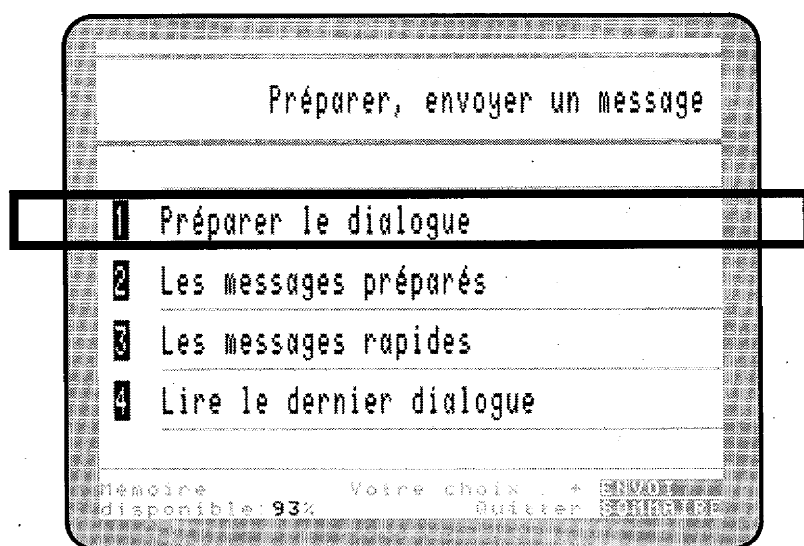 Préparer, envoyer un message
1 Préparer le dialogue
2 Les messages préparés
3 Les messages rapides
4 Lire le dernier dialogue
Mémoire Votre choix . + ENVOI
disponible:93% Quitter SOMMAIRE